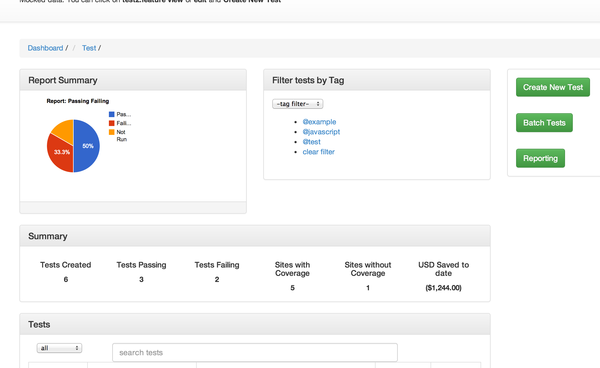 Mocked data. You can click on test2.feature view or edit and Create New Test
Dashboard / / Test /
Report Summary
Report: Passing Failing
Pas...
Faili...
Not
Run
50%
33.3%
Filter tests by Tag
-tag filter-
@example
@javascript
@test
clear filter
Create New Test
Batch Tests
Reporting
Summary
Tests Created Tests Passing Tests Failing Sites with Coverage Sites without Coverage USD Saved to date
6 3 2 5 1 ($1,244.00)
Tests
all
search tests